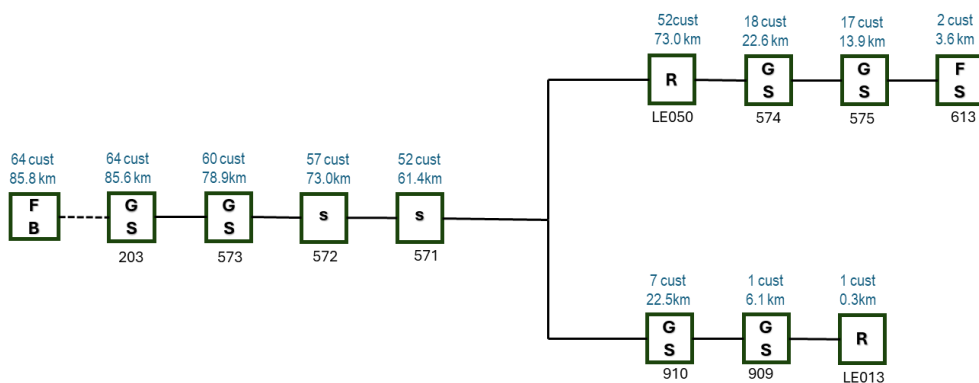 52cust
73.0 km
18 cust
22.6 km
17 cust
13.9 km
2 cust
3.6 km
R
G
S
G
S
F
S
LE050
574
575
613
64 cust
85.8 km
64 cust
85.6 km
60 cust
78.9km
57 cust
73.0km
52 cust
61.4km
F
B
G
S
G
S
s
s
203
573
572
571
7 cust
22.5km
1 cust
6.1 km
1 cust
0.3km
G
S
G
S
R
910
909
LE013